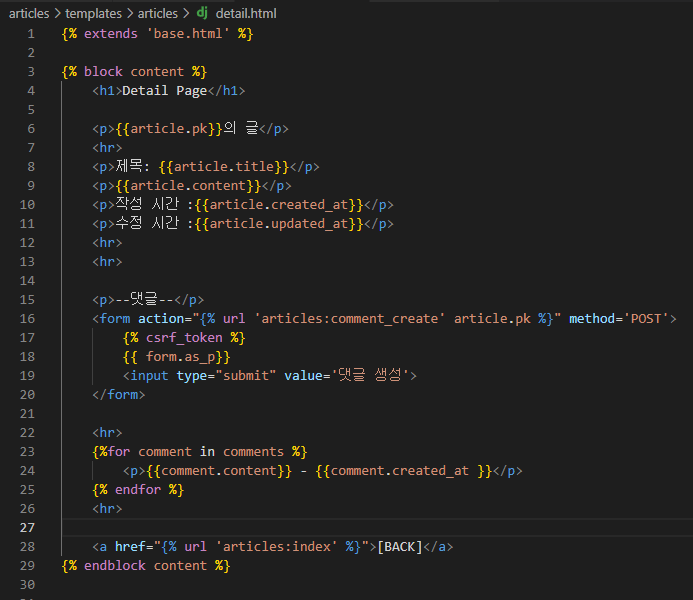 articles > templates > articles > dj detail.html
1 {% extends 'base.html' %}
2
3 {% block content %}
4     <h1>Detail Page</h1>
5
6     <p>{{article.pk}}의 글</p>
7     <hr>
8     <p>제목: {{article.title}}</p>
9     <p>{{article.content}}</p>
10     <p>작성 시간 :{{article.created_at}}</p>
11     <p>수정 시간 :{{article.updated_at}}</p>
12     <hr>
13     <hr>
14
15     <p>--댓글--</p>
16     <form action="{% url 'articles:comment_create' article.pk %}" method='POST'>
17         {% csrf_token %}
18         {{ form.as_p}}
19         <input type="submit" value='댓글 생성'>
20     </form>
21
22     <hr>
23     {%for comment in comments %}
24         <p>{{comment.content}} - {{comment.created_at }}</p>
25     {% endfor %}
26     <hr>
27
28     <a href="{% url 'articles:index' %}">[BACK]</a>
29 {% endblock content %}
30